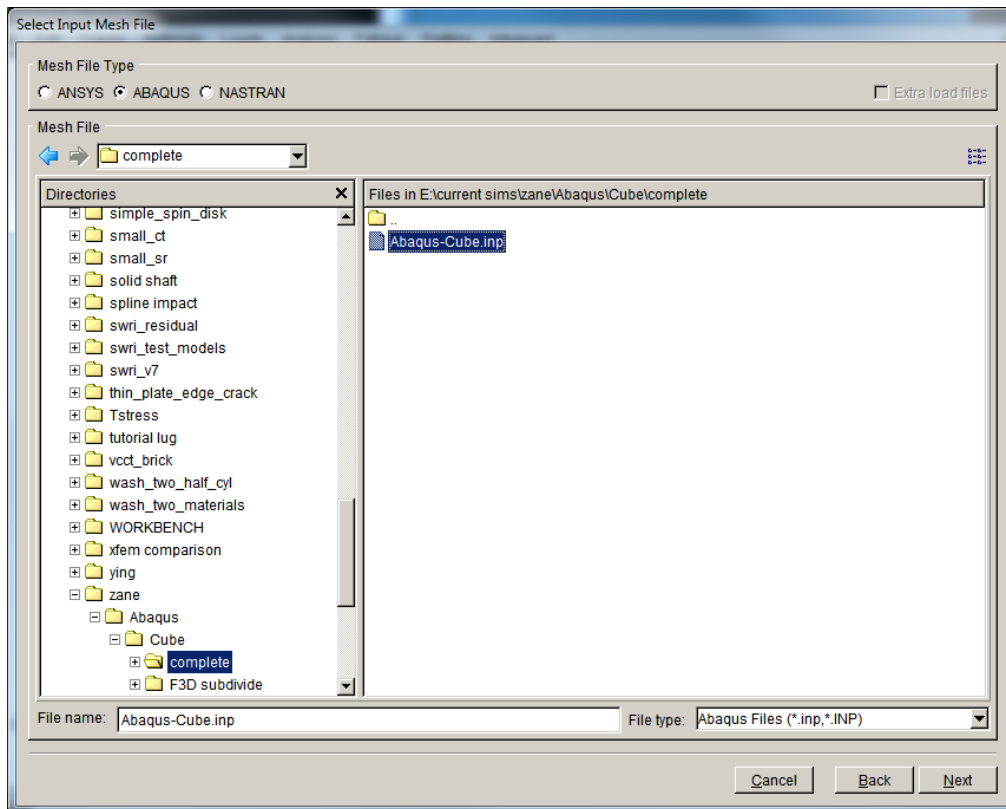 Select Input Mesh File
Mesh File Type
ANSYS ABAQUS NASTRAN Extra load files
Mesh File
complete
Directories X Files in E:\current sims\zane\Abaqus\Cube\complete
simple_spin_disk
..
small_ct
Abaqus-Cube.inp
small_sr
solid shaft
spline impact
swri_residual
swri_test_models
swri_v7
thin_plate_edge_crack
Tstress
tutorial lug
vcct_brick
wash_two_half_cyl
wash_two_materials
WORKBENCH
xfem comparison
ying
zane
Abaqus
Cube
complete
F3D subdivide
File name: Abaqus-Cube.inp File type: Abaqus Files (*.inp,*.INP)
Cancel Back Next